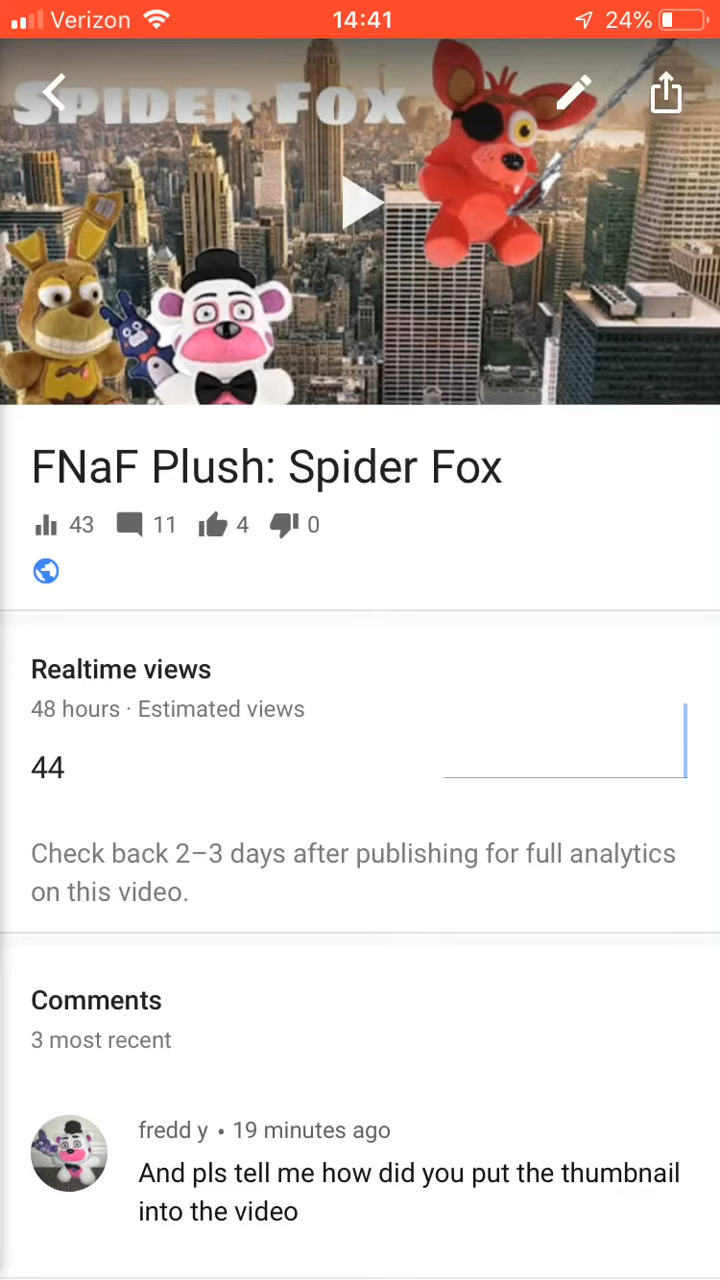 Verizon 14:41 24%
SPIDER FOX
FNaF Plush: Spider Fox
43 11 4 0
Realtime views
48 hours · Estimated views
44
Check back 2–3 days after publishing for full analytics
on this video.
Comments
3 most recent
fredd y • 19 minutes ago
And pls tell me how did you put the thumbnail
into the video